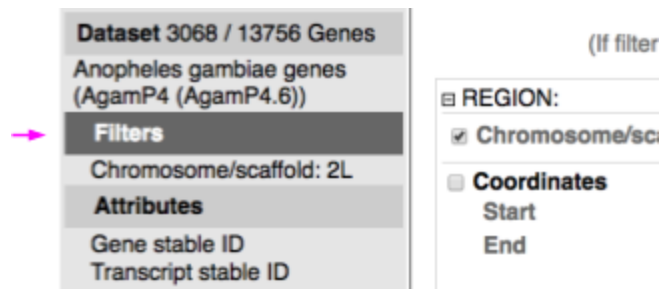 Dataset 3068 / 13756 Genes
Anopheles gambiae genes
(AgamP4 (AgamP4.6))
Filters
Chromosome/scaffold: 2L
Attributes
Gene stable ID
Transcript stable ID
(If filter
REGION:
Chromosome/sca
Coordinates
Start
End